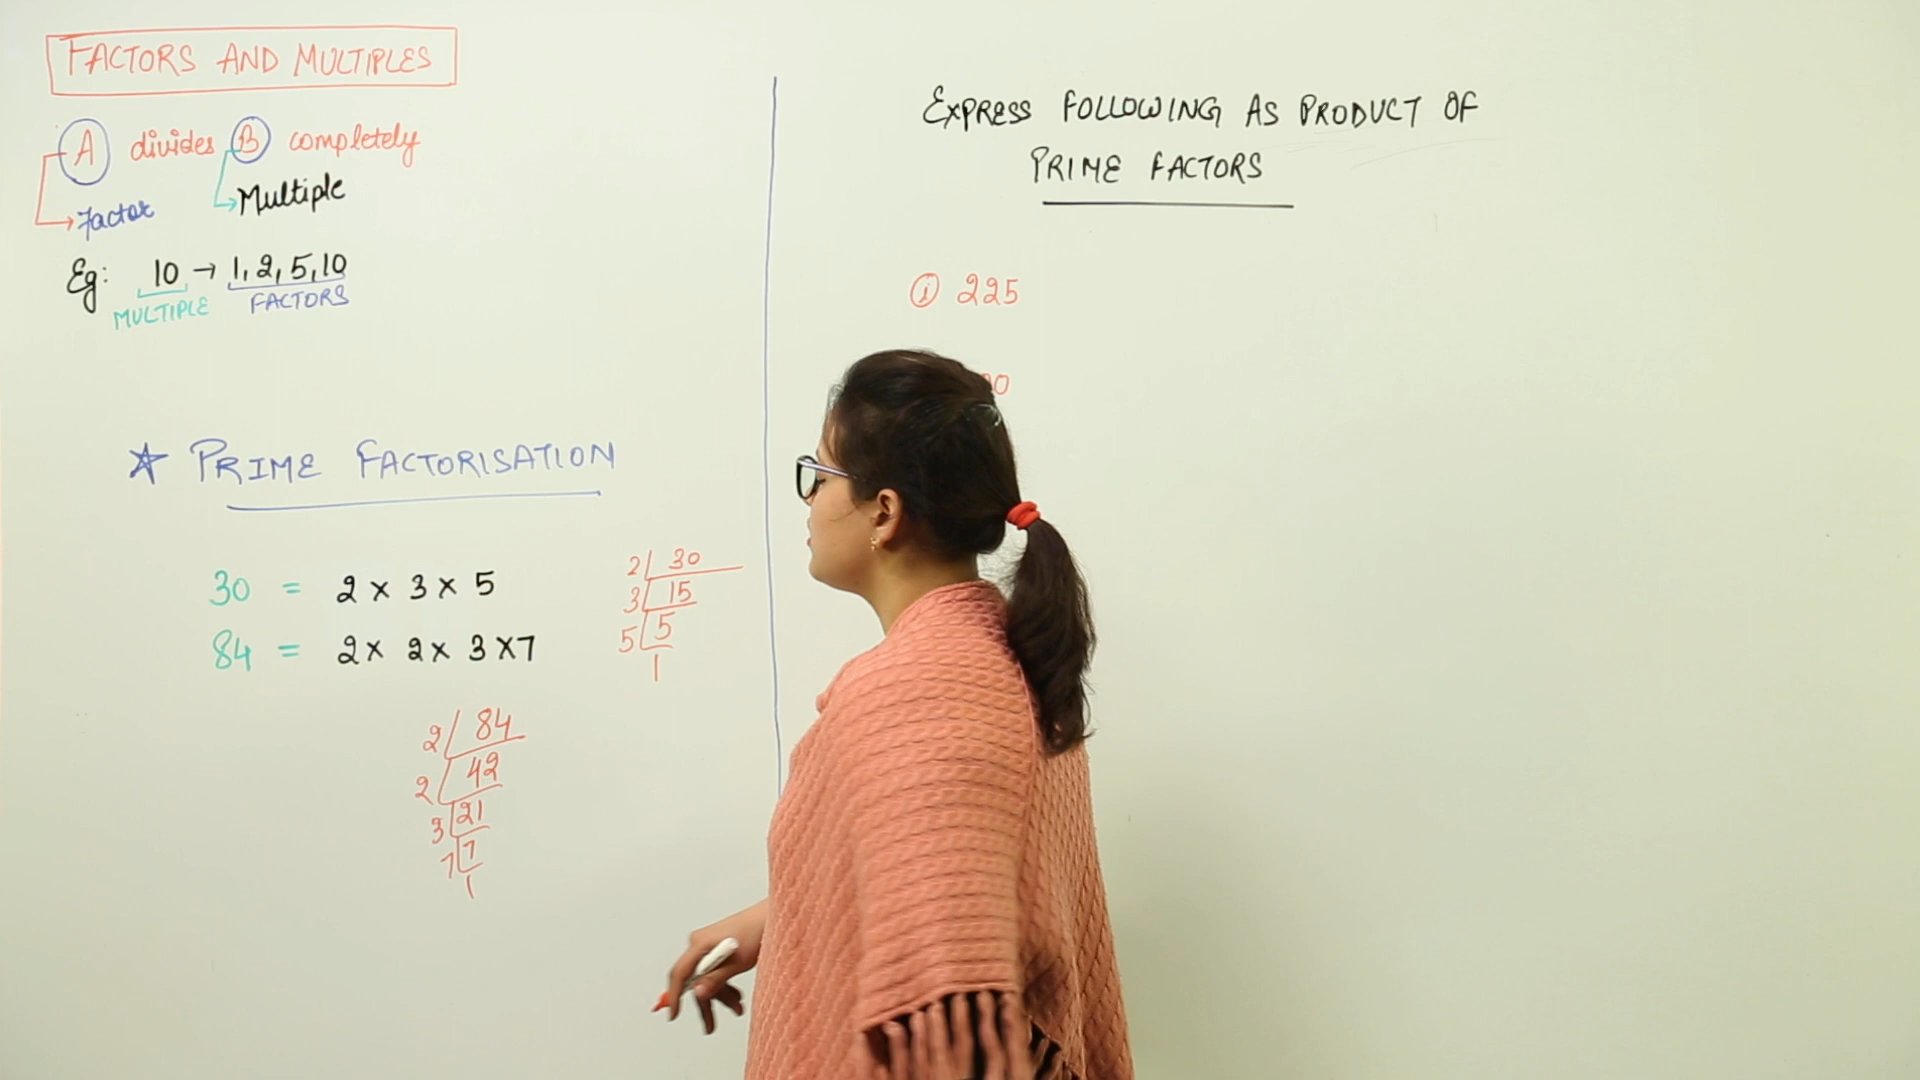 FACTORS AND MULTIPLES
A divides B completely
Factor Multiple
Eg: 10 → 1, 2, 5, 10
MULTIPLE FACTORS
★ PRIME FACTORISATION
30 = 2 × 3 × 5
84 = 2 × 2 × 3 × 7
2 30
3 15
5 5
1
2 84
2 42
3 21
7 7
1
EXPRESS FOLLOWING AS PRODUCT OF
PRIME FACTORS
i 225